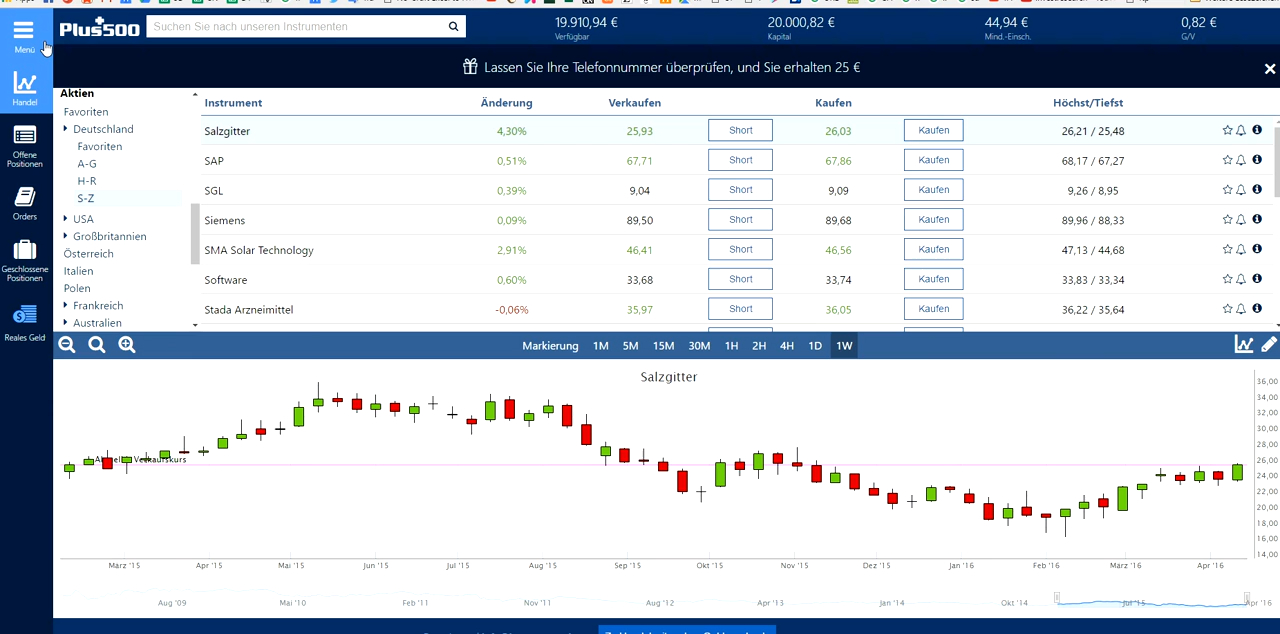 Menü
Handel
Offene
Positionen
Orders
Geschlossene
Positionen
Reales Geld
Plus500
Suchen Sie nach unseren Instrumenten
19.910,94 €
Verfügbar
20.000,82 €
Kapital
44,94 €
Mind.-Einsch.
0,82 €
G/V
Lassen Sie Ihre Telefonnummer überprüfen, und Sie erhalten 25 €
Aktien
Favoriten
Deutschland
Favoriten
A-G
H-R
S-Z
USA
Großbritannien
Österreich
Italien
Polen
Frankreich
Australien
Instrument Änderung Verkaufen Kaufen Höchst/Tiefst
Salzgitter 4,30% 25,93 Short 26,03 Kaufen 26,21 / 25,48
SAP 0,51% 67,71 Short 67,86 Kaufen 68,17 / 67,27
SGL 0,39% 9,04 Short 9,09 Kaufen 9,26 / 8,95
Siemens 0,09% 89,50 Short 89,68 Kaufen 89,96 / 88,33
SMA Solar Technology 2,91% 46,41 Short 46,56 Kaufen 47,13 / 44,68
Software 0,60% 33,68 Short 33,74 Kaufen 33,83 / 33,34
Stada Arzneimittel -0,06% 35,97 Short 36,05 Kaufen 36,22 / 35,64
Markierung 1M 5M 15M 30M 1H 2H 4H 1D 1W
Salzgitter
36,00
34,00
32,00
30,00
28,00
26,00
24,00
22,00
20,00
18,00
16,00
14,00
Verkaufskurs
März '15 Apr '15 Mai '15 Jun '15 Jul '15 Aug '15 Sep '15 Okt '15 Nov '15 Dez '15 Jan '16 Feb '16 März '16 Apr '16
Aug '09 Mai '10 Feb '11 Nov '11 Aug '12 Apr '13 Jan '14 Okt '14 Jul '15 Apr '16